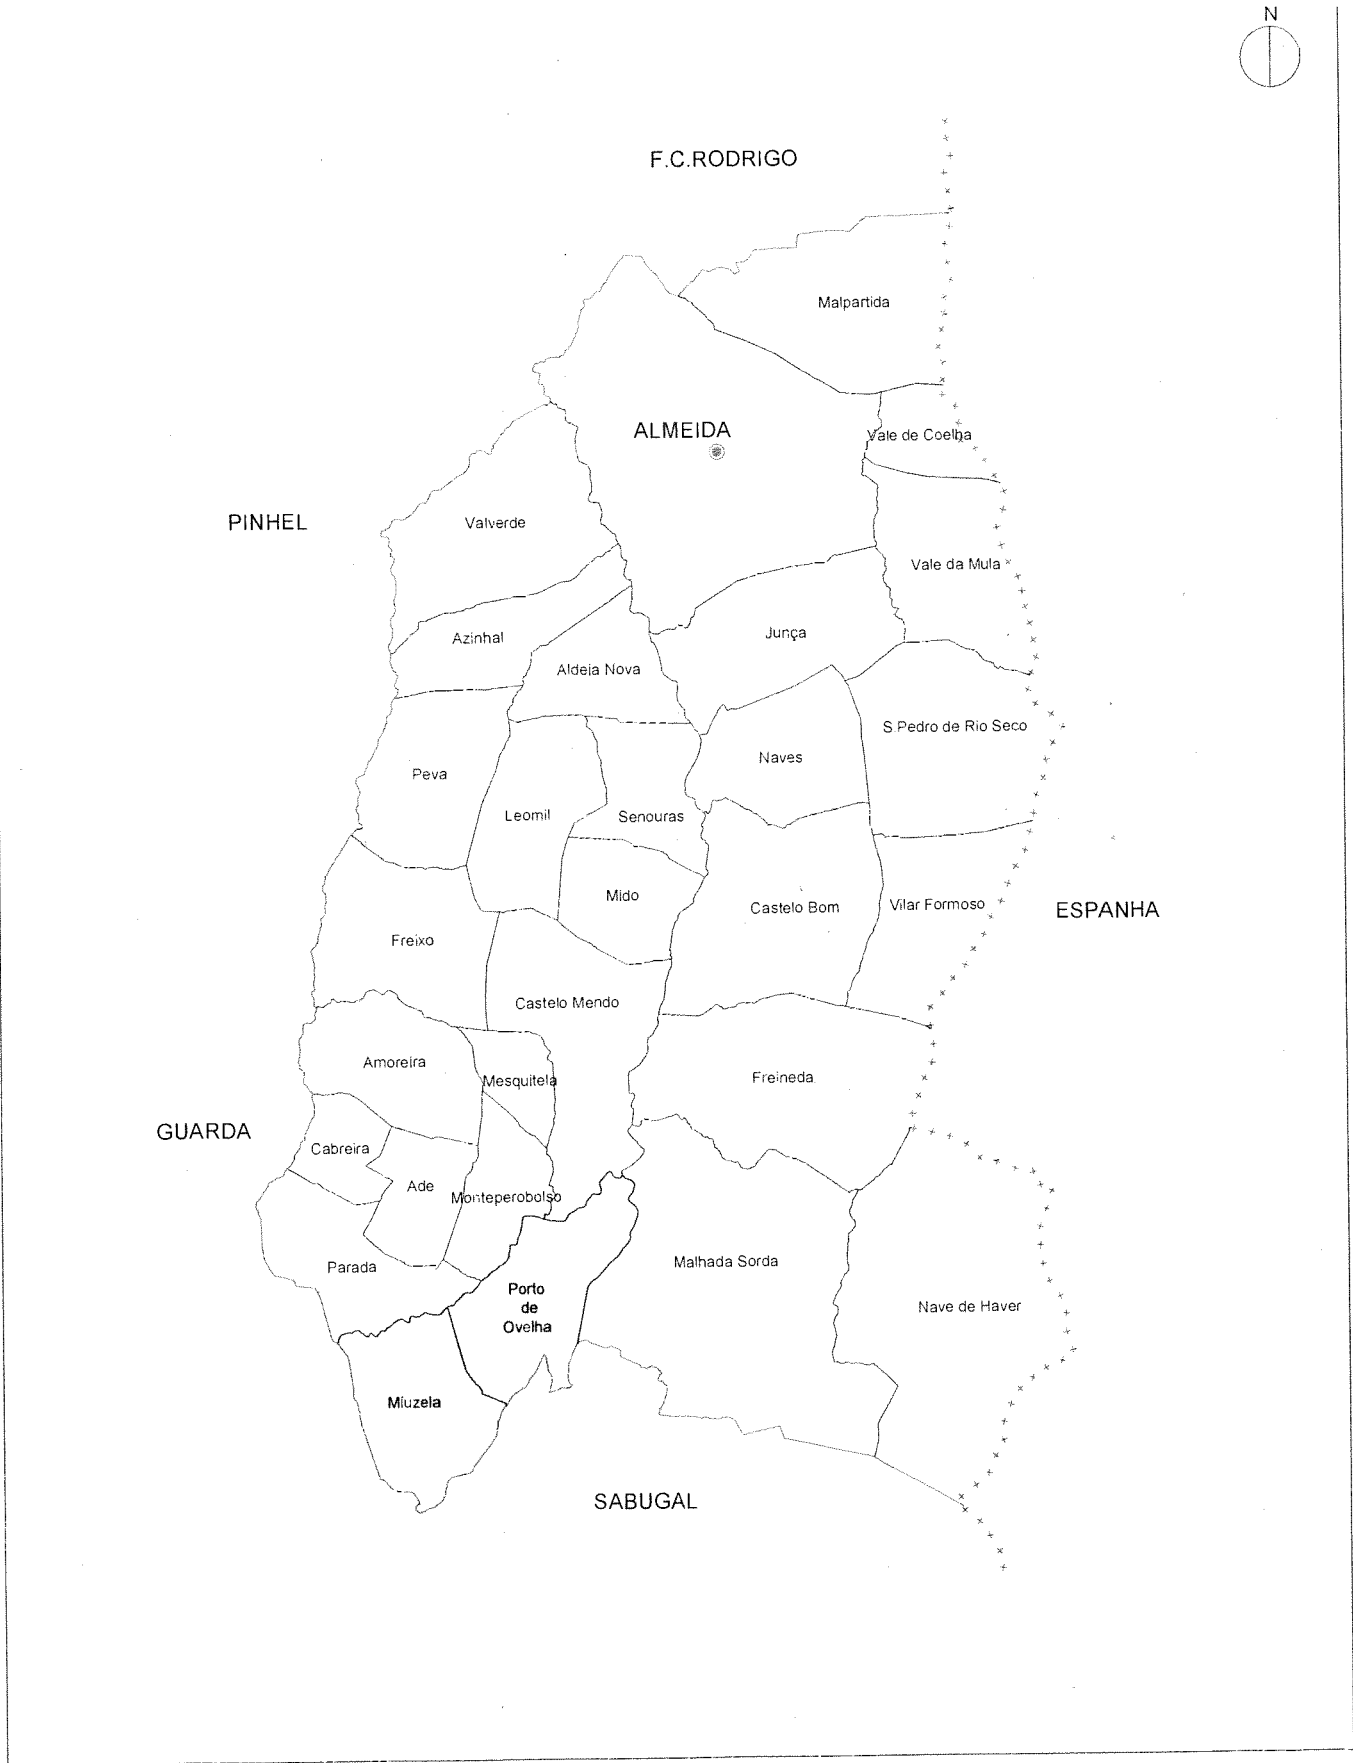 N
F.C.RODRIGO
Malpartida
ALMEIDA
Vale de Coelha
PINHEL
Valverde
Vale da Mula
Azinhal
Junça
Aldeia Nova
S.Pedro de Rio Seco
Naves
Peva
Leomil
Senouras
Mido
Castelo Bom
Vilar Formoso
ESPANHA
Freixo
Castelo Mendo
Amoreira
Mesquitela
Freineda
GUARDA
Cabreira
Ade
Monteperobolso
Parada
Malhada Sorda
Porto
de
Ovelha
Nave de Haver
Miuzela
SABUGAL